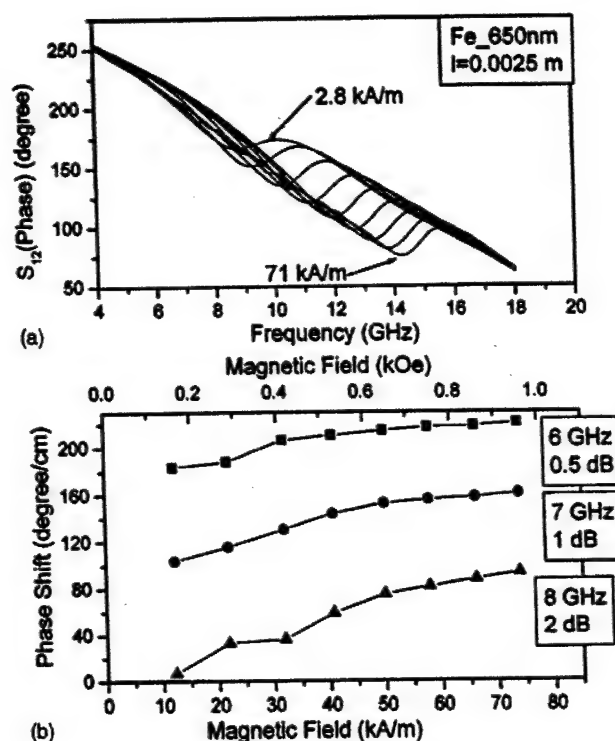 250
200
150
100
50
S12(Phase) (degree)
Fe_650nm
l=0.0025 m
2.8 kA/m
71 kA/m
4 6 8 10 12 14 16 18 20
(a)
Frequency (GHz)
Magnetic Field (kOe)
0.0 0.2 0.4 0.6 0.8 1.0
200
160
120
80
40
0
Phase Shift (degree/cm)
6 GHz
0.5 dB
7 GHz
1 dB
8 GHz
2 dB
0 10 20 30 40 50 60 70 80
(b)
Magnetic Field (kA/m)